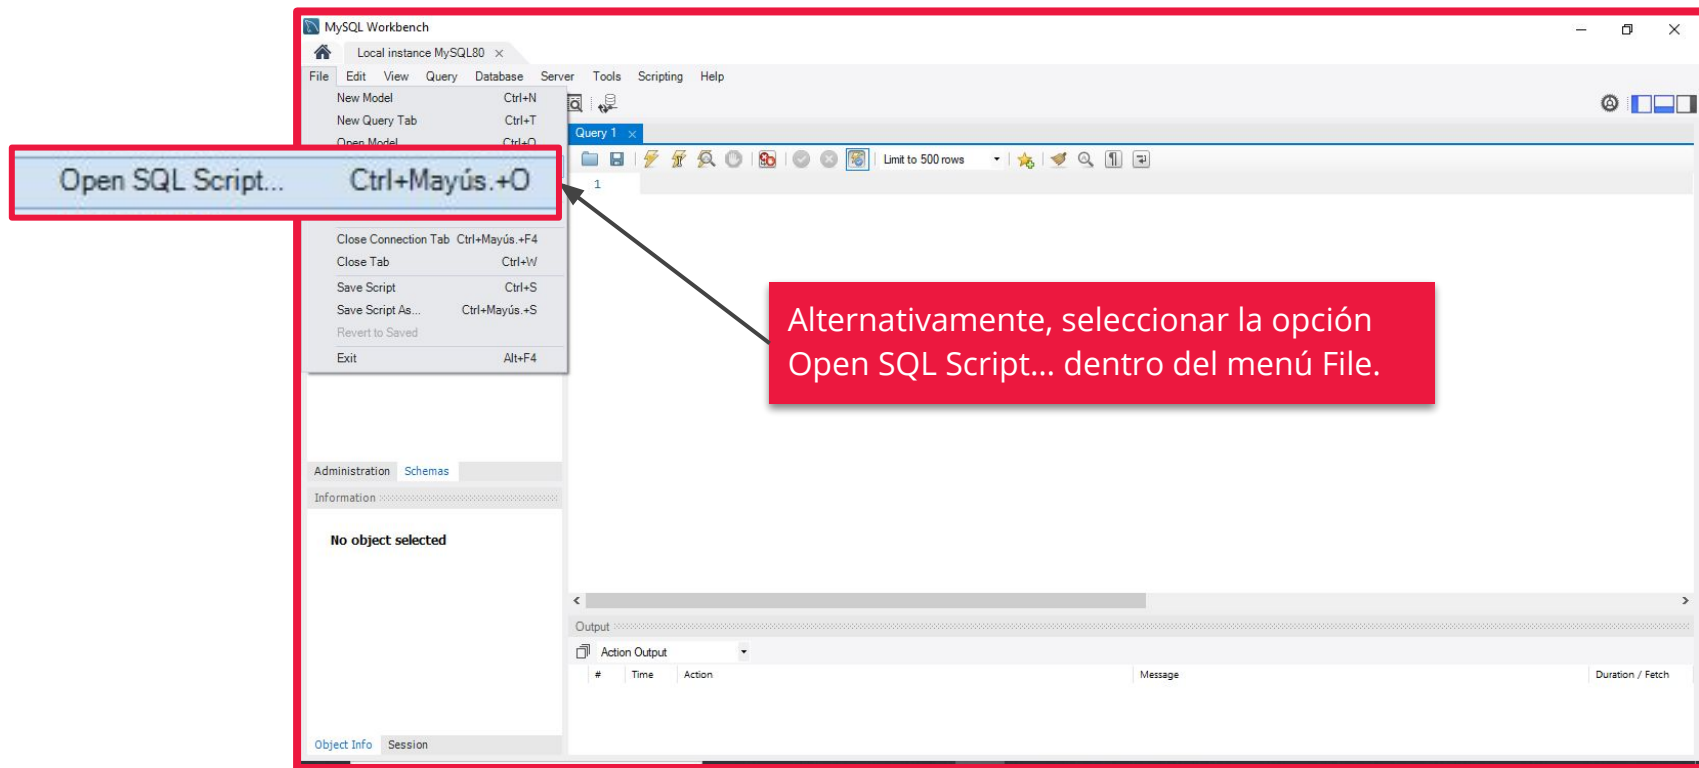 MySQL Workbench
Local instance MySQL80
File Edit View Query Database Server Tools Scripting Help
New Model Ctrl+N
New Query Tab Ctrl+T
Open Model Ctrl+O
Open SQL Script... Ctrl+Mayús.+O
Close Connection Tab Ctrl+Mayús.+F4
Close Tab Ctrl+W
Save Script Ctrl+S
Save Script As... Ctrl+Mayús.+S
Revert to Saved
Exit Alt+F4
Query 1
Limit to 500 rows
1
Alternativamente, seleccionar la opción
Open SQL Script... dentro del menú File.
Administration Schemas
Information
No object selected
Object Info Session
Output
Action Output
# Time Action Message Duration / Fetch